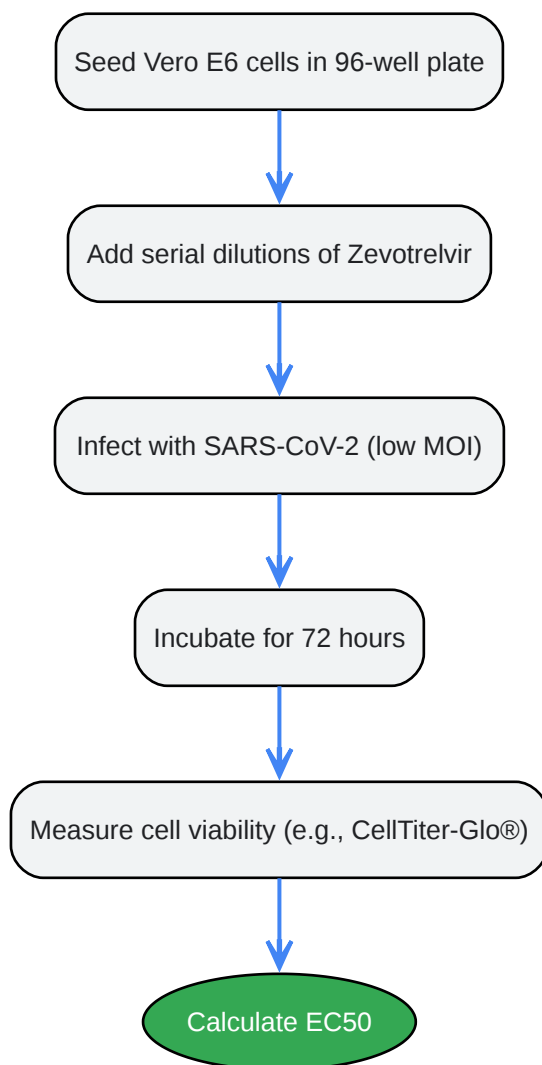 Seed Vero E6 cells in 96-well plate
Add serial dilutions of Zevotrelvir
Infect with SARS-CoV-2 (low MOI)
Incubate for 72 hours
Measure cell viability (e.g., CellTiter-Glo®)
Calculate EC50